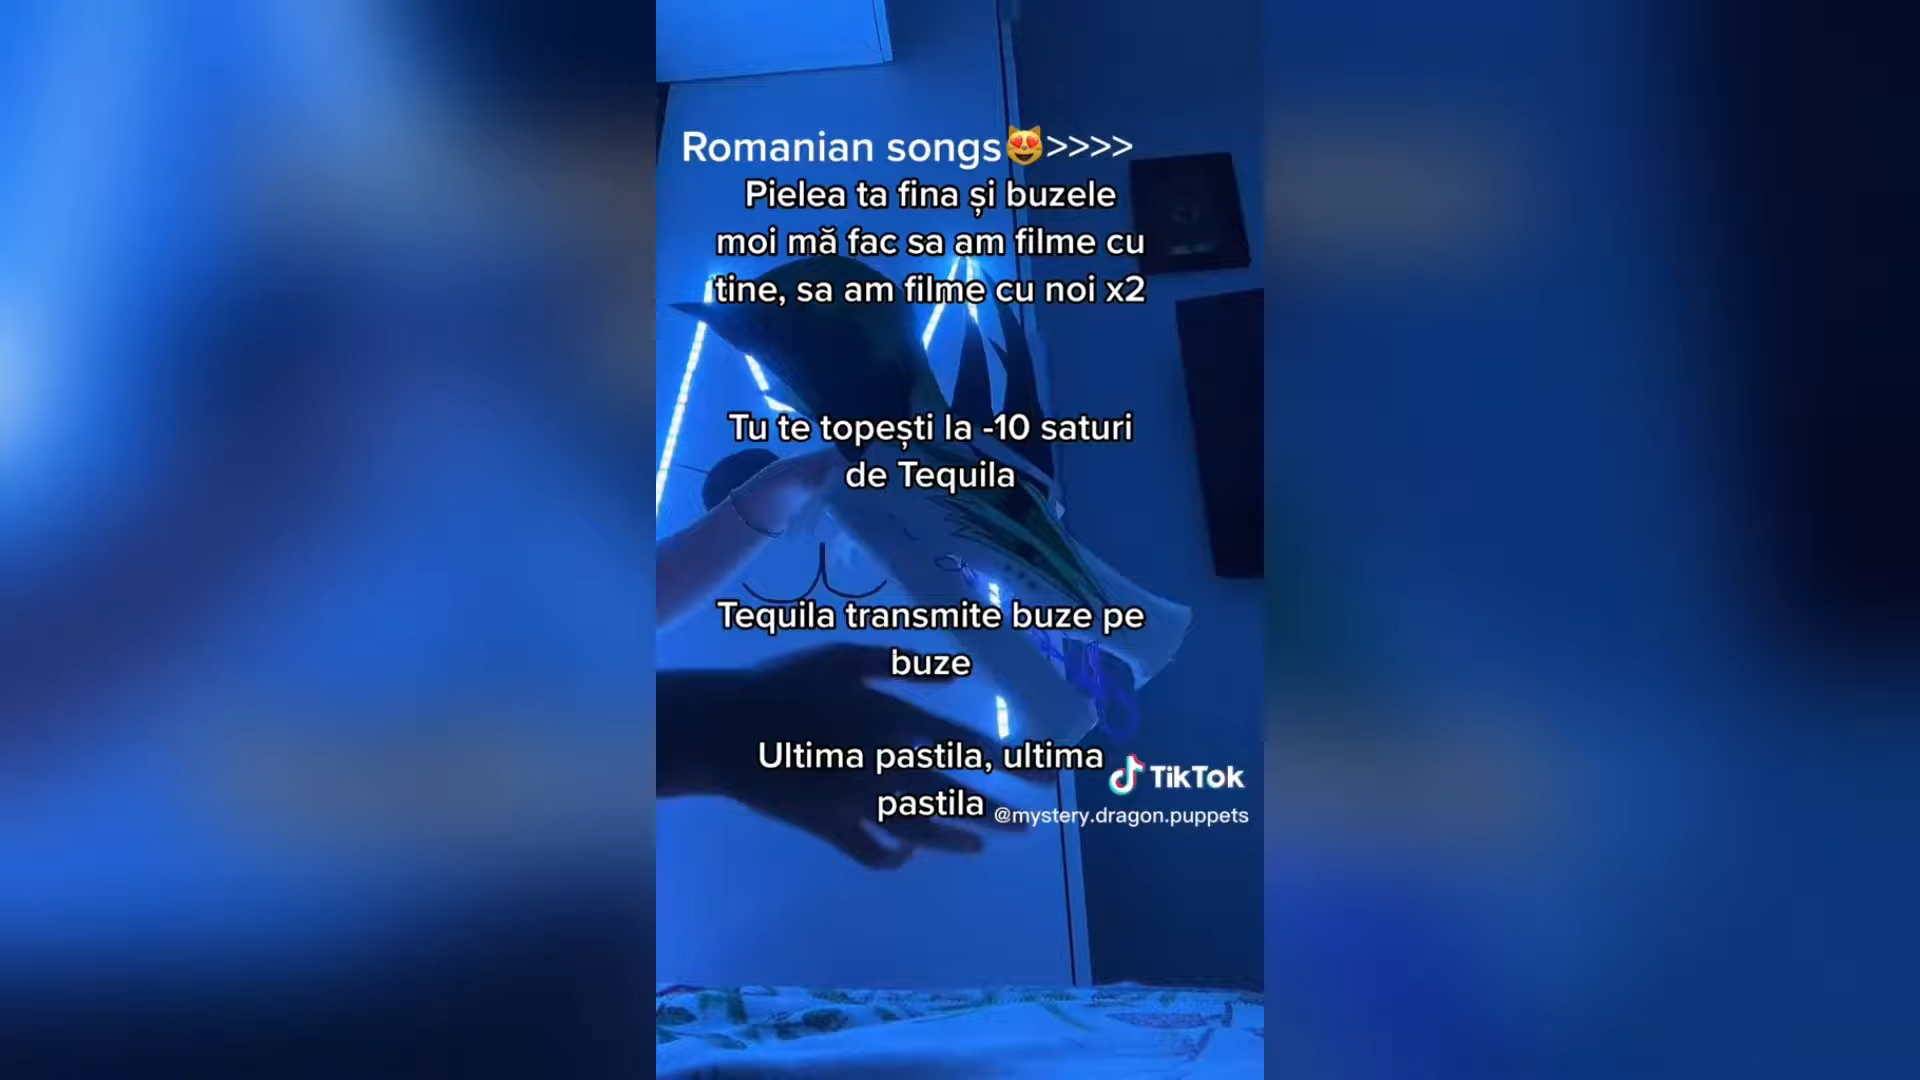 Romanian songs😻>>>>
Pielea ta fina și buzele
moi mă fac sa am filme cu
tine, sa am filme cu noi x2
Tu te topești la -10 saturi
de Tequila
Tequila transmite buze pe
buze
Ultima pastila, ultima
pastila
TikTok
@mystery.dragon.puppets